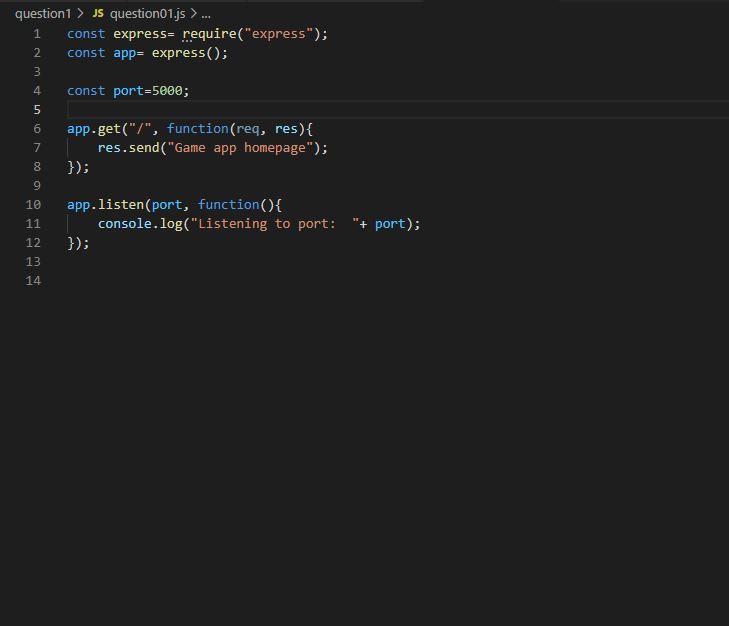 question1 > JS question01.js > ...
1 const express= require("express");
2 const app= express();
3
4 const port=5000;
5
6 app.get("/", function(req, res){
7     res.send("Game app homepage");
8 });
9
10 app.listen(port, function(){
11     console.log("Listening to port:  "+ port);
12 });
13
14